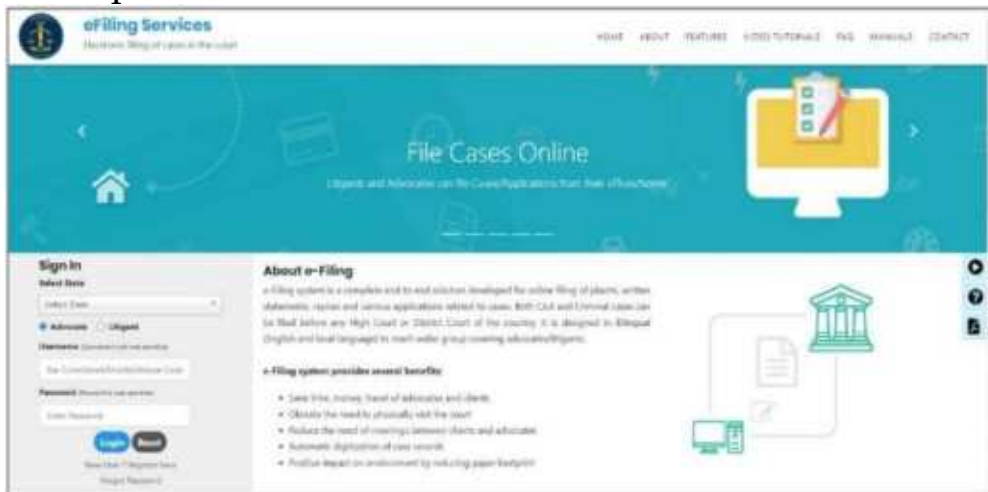 eFiling Services
Electronic filing of cases in the court
HOME ABOUT FEATURES VIDEO TUTORIALS FAQ MANUALS CONTACT
File Cases Online
Litigants and Advocates can file Cases/Applications from their office/home
Sign In
Select State
Select State
Advocate Litigant
Username
Password
Enter Password
Login Reset
New User ? Register here
Forgot Password
About e-Filing
e-Filing system is a complete end to end solution developed for online filing of plaints, written
statements, replies and various applications related to cases. Both Civil and Criminal cases can
be filed before any High Court or District Court of the country. It is designed in Bilingual
(English and local language) to reach wider group covering advocates/litigants.
e-Filing system provides several benefits:
Save time, money, travel of advocates and clients
Obviate the need to physically visit the court
Reduce the need of meetings between clients and advocates
Automatic digitization of case records
Positive impact on environment by reducing paper footprint